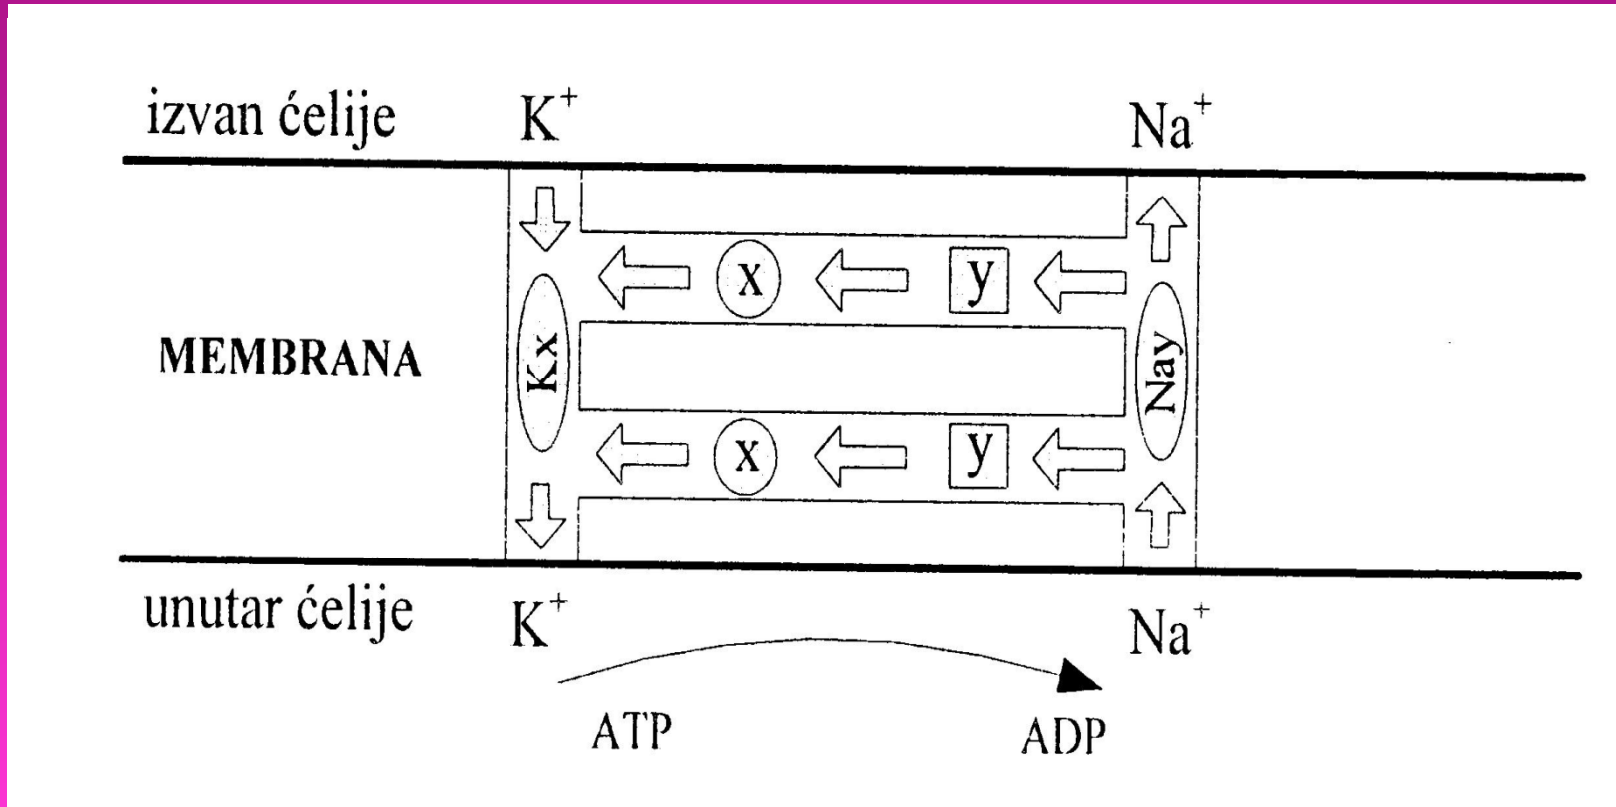 izvan ćelije K⁺ Na⁺
x y
MEMBRANA Kx Nay
x y
unutar ćelije K⁺ Na⁺
ATP ADP